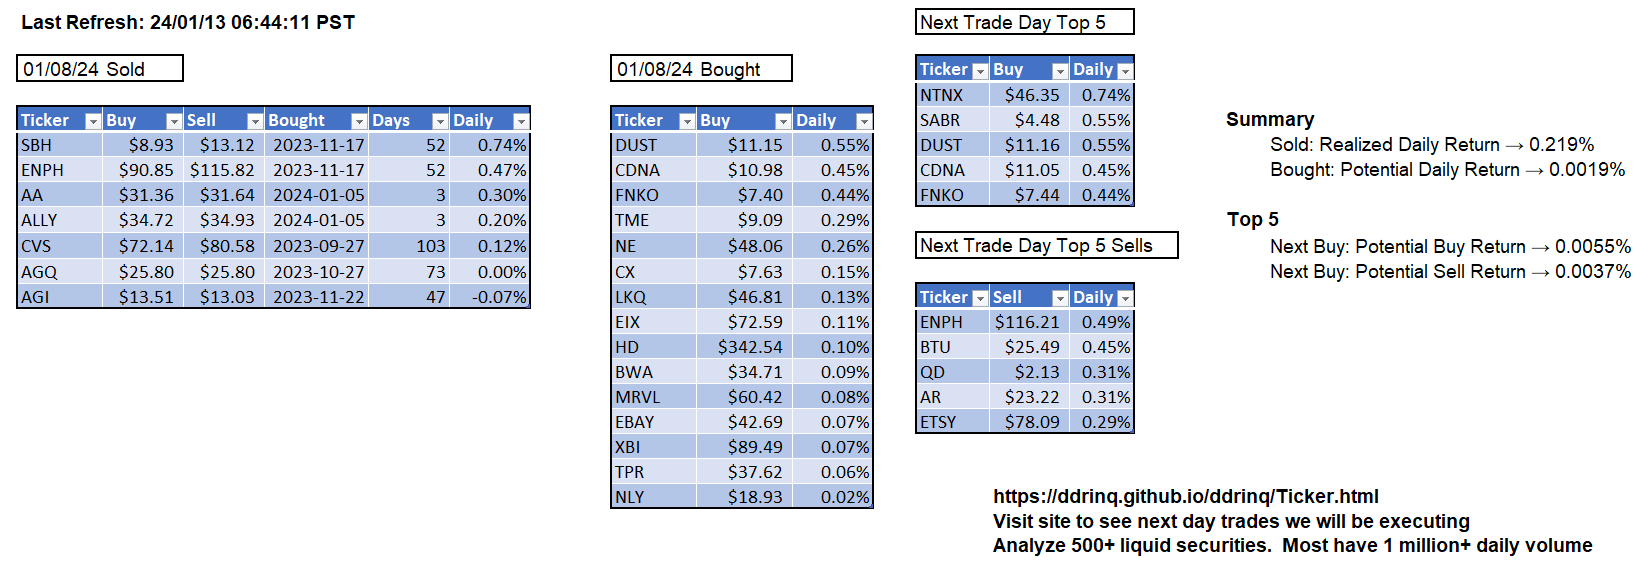 Last Refresh: 24/01/13 06:44:11 PST
01/08/24 Sold
Ticker Buy Sell Bought Days Daily
SBH $8.93 $13.12 2023-11-17 52 0.74%
ENPH $90.85 $115.82 2023-11-17 52 0.47%
AA $31.36 $31.64 2024-01-05 3 0.30%
ALLY $34.72 $34.93 2024-01-05 3 0.20%
CVS $72.14 $80.58 2023-09-27 103 0.12%
AGQ $25.80 $25.80 2023-10-27 73 0.00%
AGI $13.51 $13.03 2023-11-22 47 -0.07%
01/08/24 Bought
Ticker Buy Daily
DUST $11.15 0.55%
CDNA $10.98 0.45%
FNKO $7.40 0.44%
TME $9.09 0.29%
NE $48.06 0.26%
CX $7.63 0.15%
LKQ $46.81 0.13%
EIX $72.59 0.11%
HD $342.54 0.10%
BWA $34.71 0.09%
MRVL $60.42 0.08%
EBAY $42.69 0.07%
XBI $89.49 0.07%
TPR $37.62 0.06%
NLY $18.93 0.02%
Next Trade Day Top 5
Ticker Buy Daily
NTNX $46.35 0.74%
SABR $4.48 0.55%
DUST $11.16 0.55%
CDNA $11.05 0.45%
FNKO $7.44 0.44%
Next Trade Day Top 5 Sells
Ticker Sell Daily
ENPH $116.21 0.49%
BTU $25.49 0.45%
QD $2.13 0.31%
AR $23.22 0.31%
ETSY $78.09 0.29%
Summary
Sold: Realized Daily Return → 0.219%
Bought: Potential Daily Return → 0.0019%
Top 5
Next Buy: Potential Buy Return → 0.0055%
Next Buy: Potential Sell Return → 0.0037%
https://ddrinq.github.io/ddrinq/Ticker.html
Visit site to see next day trades we will be executing
Analyze 500+ liquid securities.  Most have 1 million+ daily volume